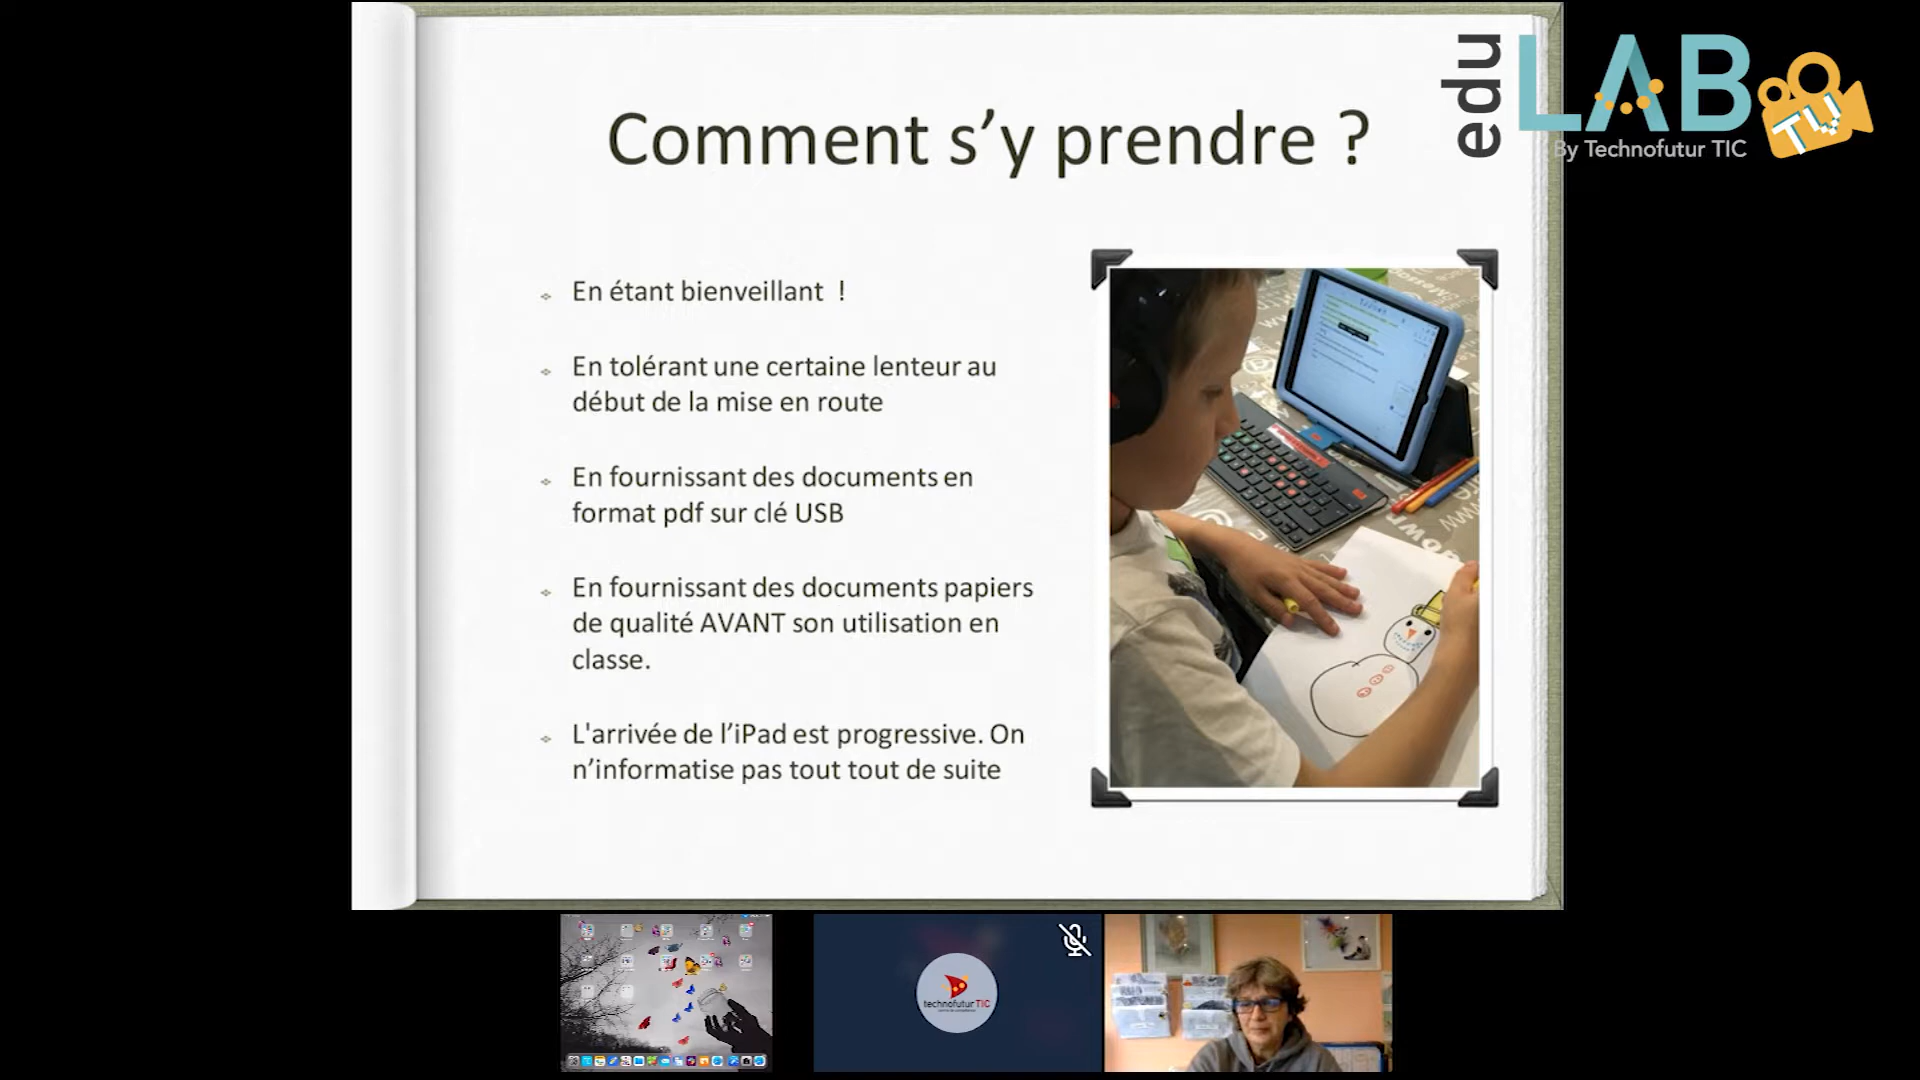 Comment s’y prendre ?
edu
LAB
TV
By Technofutur TIC
En étant bienveillant !
En tolérant une certaine lenteur au
début de la mise en route
En fournissant des documents en
format pdf sur clé USB
En fournissant des documents papiers
de qualité AVANT son utilisation en
classe.
L'arrivée de l’iPad est progressive. On
n’informatise pas tout tout de suite
technofutur TIC